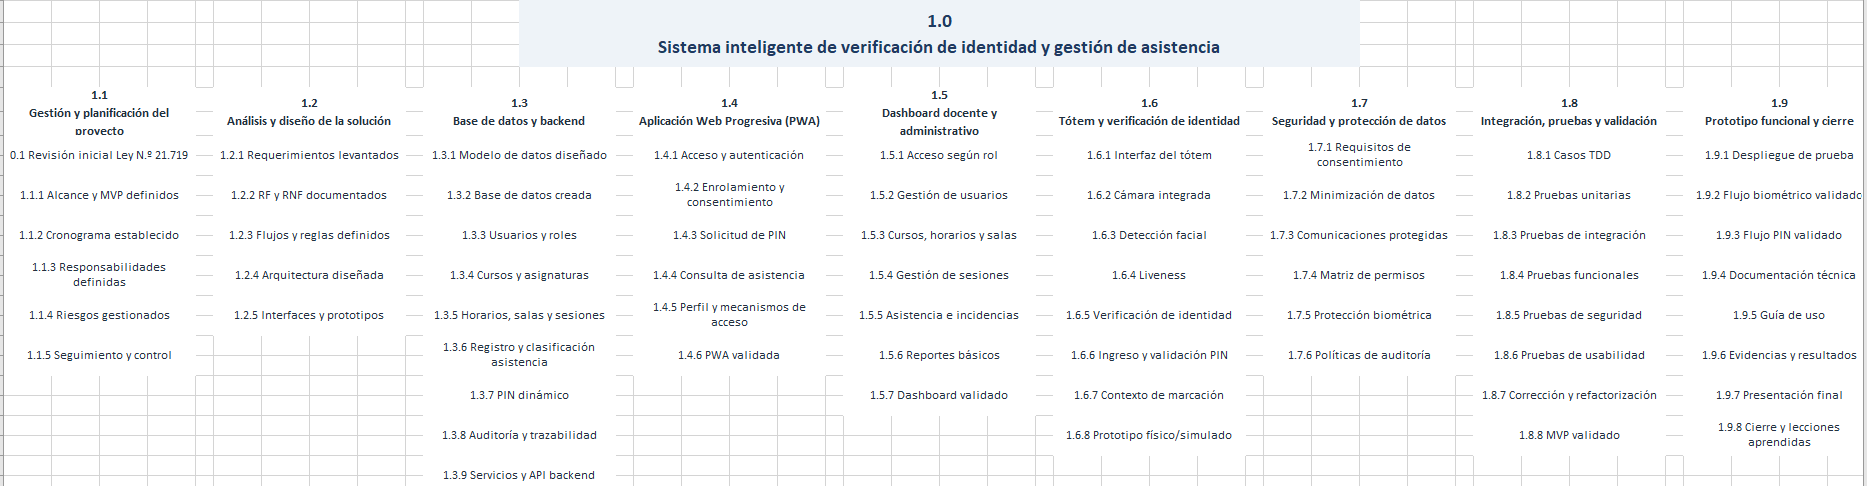 1.0
Sistema inteligente de verificación de identidad y gestión de asistencia
1.1
Gestión y planificación del
proyecto
0.1 Revisión inicial Ley N.º 21.719
1.1.1 Alcance y MVP definidos
1.1.2 Cronograma establecido
1.1.3 Responsabilidades
definidas
1.1.4 Riesgos gestionados
1.1.5 Seguimiento y control
1.2
Análisis y diseño de la solución
1.2.1 Requerimientos levantados
1.2.2 RF y RNF documentados
1.2.3 Flujos y reglas definidos
1.2.4 Arquitectura diseñada
1.2.5 Interfaces y prototipos
1.3
Base de datos y backend
1.3.1 Modelo de datos diseñado
1.3.2 Base de datos creada
1.3.3 Usuarios y roles
1.3.4 Cursos y asignaturas
1.3.5 Horarios, salas y sesiones
1.3.6 Registro y clasificación
asistencia
1.3.7 PIN dinámico
1.3.8 Auditoría y trazabilidad
1.3.9 Servicios y API backend
1.4
Aplicación Web Progresiva (PWA)
1.4.1 Acceso y autenticación
1.4.2 Enrolamiento y
consentimiento
1.4.3 Solicitud de PIN
1.4.4 Consulta de asistencia
1.4.5 Perfil y mecanismos de
acceso
1.4.6 PWA validada
1.5
Dashboard docente y
administrativo
1.5.1 Acceso según rol
1.5.2 Gestión de usuarios
1.5.3 Cursos, horarios y salas
1.5.4 Gestión de sesiones
1.5.5 Asistencia e incidencias
1.5.6 Reportes básicos
1.5.7 Dashboard validado
1.6
Tótem y verificación de identidad
1.6.1 Interfaz del tótem
1.6.2 Cámara integrada
1.6.3 Detección facial
1.6.4 Liveness
1.6.5 Verificación de identidad
1.6.6 Ingreso y validación PIN
1.6.7 Contexto de marcación
1.6.8 Prototipo físico/simulado
1.7
Seguridad y protección de datos
1.7.1 Requisitos de
consentimiento
1.7.2 Minimización de datos
1.7.3 Comunicaciones protegidas
1.7.4 Matriz de permisos
1.7.5 Protección biométrica
1.7.6 Políticas de auditoría
1.8
Integración, pruebas y validación
1.8.1 Casos TDD
1.8.2 Pruebas unitarias
1.8.3 Pruebas de integración
1.8.4 Pruebas funcionales
1.8.5 Pruebas de seguridad
1.8.6 Pruebas de usabilidad
1.8.7 Corrección y refactorización
1.8.8 MVP validado
1.9
Prototipo funcional y cierre
1.9.1 Despliegue de prueba
1.9.2 Flujo biométrico validado
1.9.3 Flujo PIN validado
1.9.4 Documentación técnica
1.9.5 Guía de uso
1.9.6 Evidencias y resultados
1.9.7 Presentación final
1.9.8 Cierre y lecciones
aprendidas